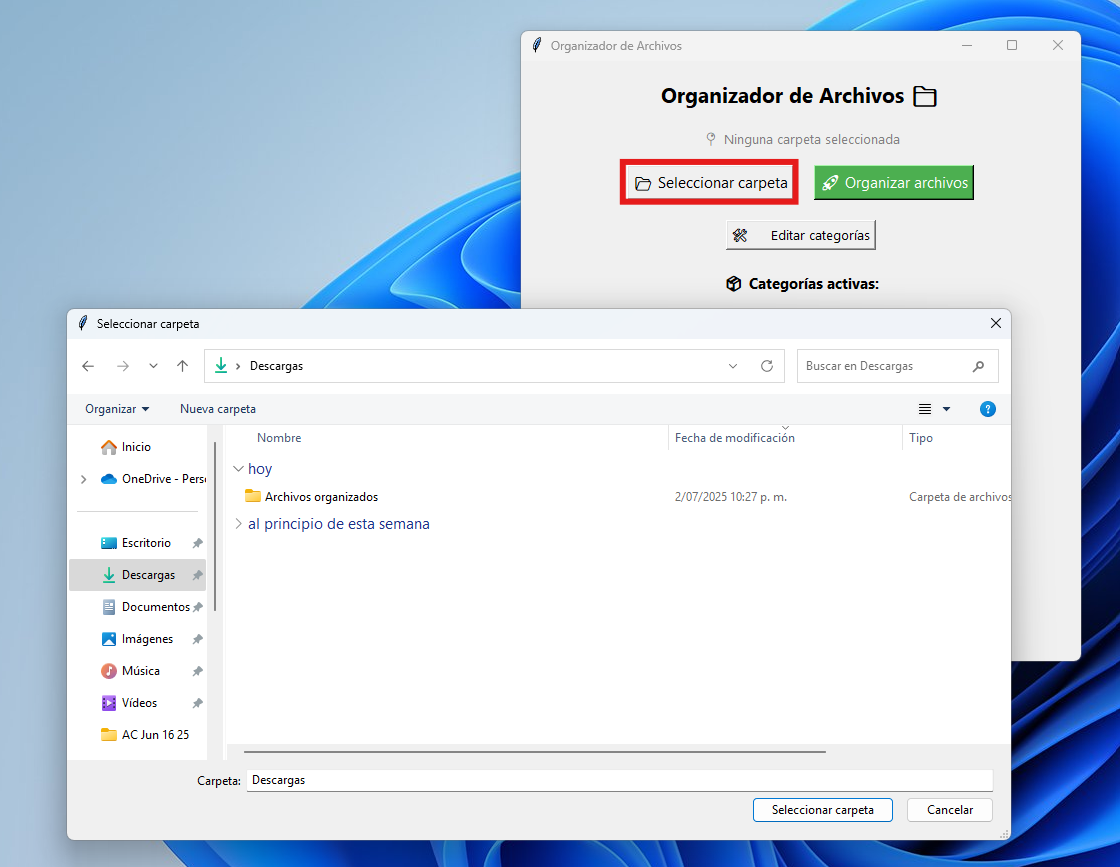 Organizador de Archivos
Organizador de Archivos
Ninguna carpeta seleccionada
Seleccionar carpeta
Organizar archivos
Editar categorías
Categorías activas:
Seleccionar carpeta
Descargas
Buscar en Descargas
Organizar
Nueva carpeta
Nombre
Fecha de modificación
Tipo
Inicio
OneDrive - Pers
Escritorio
Descargas
Documentos
Imágenes
Música
Vídeos
AC Jun 16 25
hoy
Archivos organizados
2/07/2025 10:27 p. m.
Carpeta de archivos
al principio de esta semana
Carpeta:
Descargas
Seleccionar carpeta
Cancelar